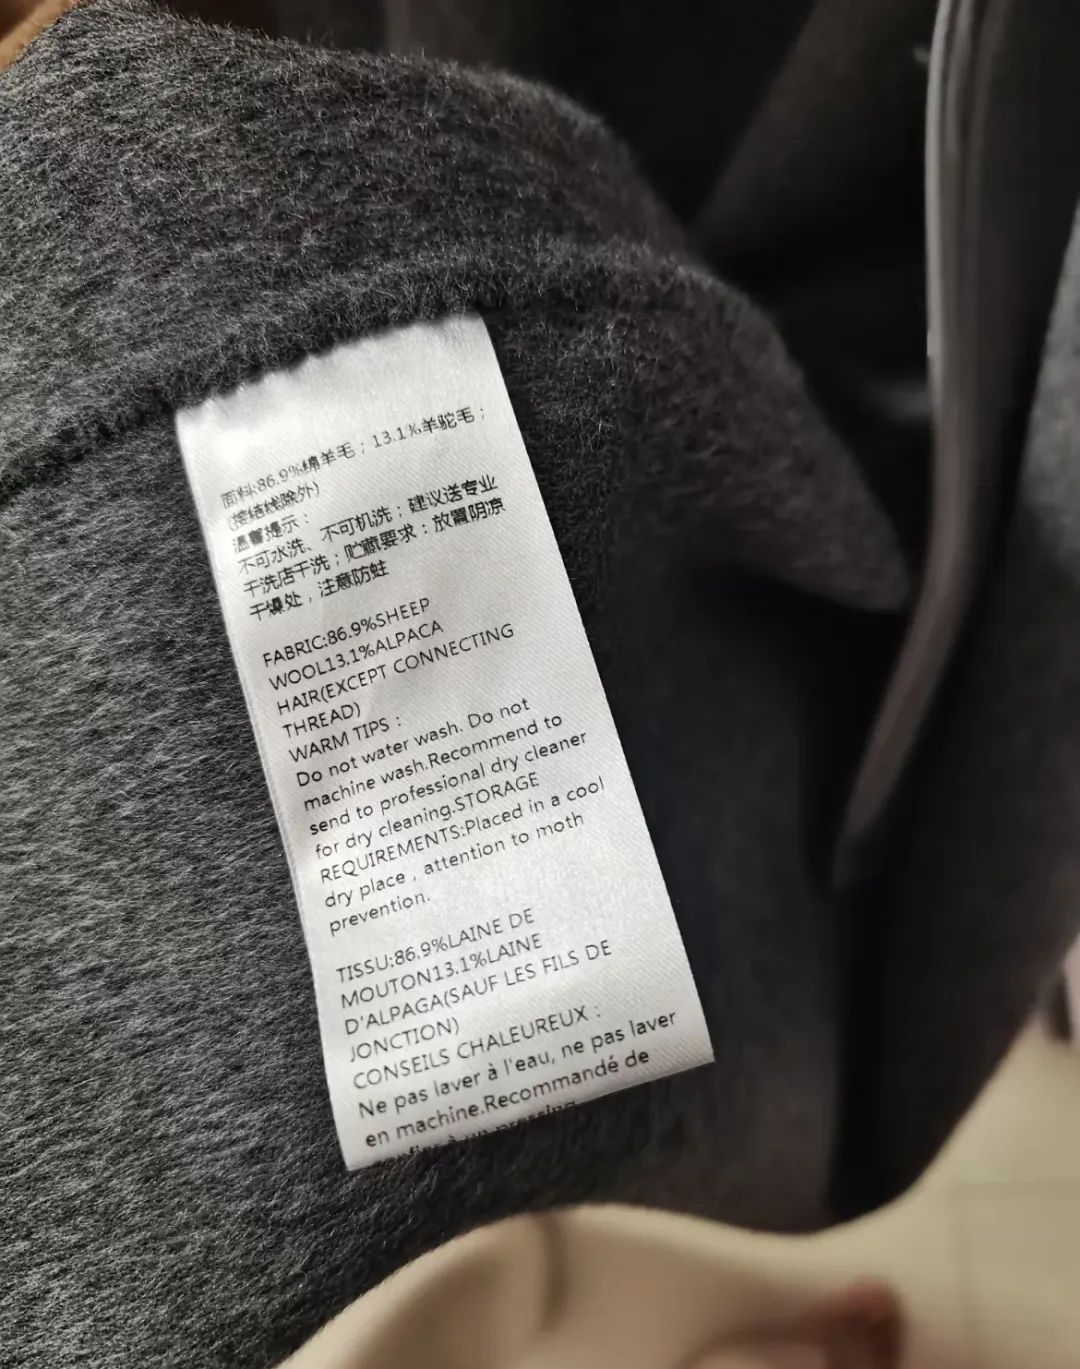 面料:86.9%绵羊毛；13.1%羊驼毛；
(接结线除外)
温馨提示：
不可水洗、不可机洗；建议送专业
干洗店干洗；贮藏要求：放置阴凉
干燥处，注意防蛀
FABRIC:86.9%SHEEP
WOOL13.1%ALPACA
HAIR(EXCEPT CONNECTING
THREAD)
WARM TIPS：
Do not water wash. Do not
machine wash.Recommend to
send to professional dry cleaner
for dry cleaning.STORAGE
REQUIREMENTS:Placed in a cool
dry place , attention to moth
prevention.
TISSU:86.9%LAINE DE
MOUTON13.1%LAINE
D'ALPAGA(SAUF LES FILS DE
JONCTION)
CONSEILS CHALEUREUX：
Ne pas laver à l'eau, ne pas laver
en machine.Recommandé de
à un pressing